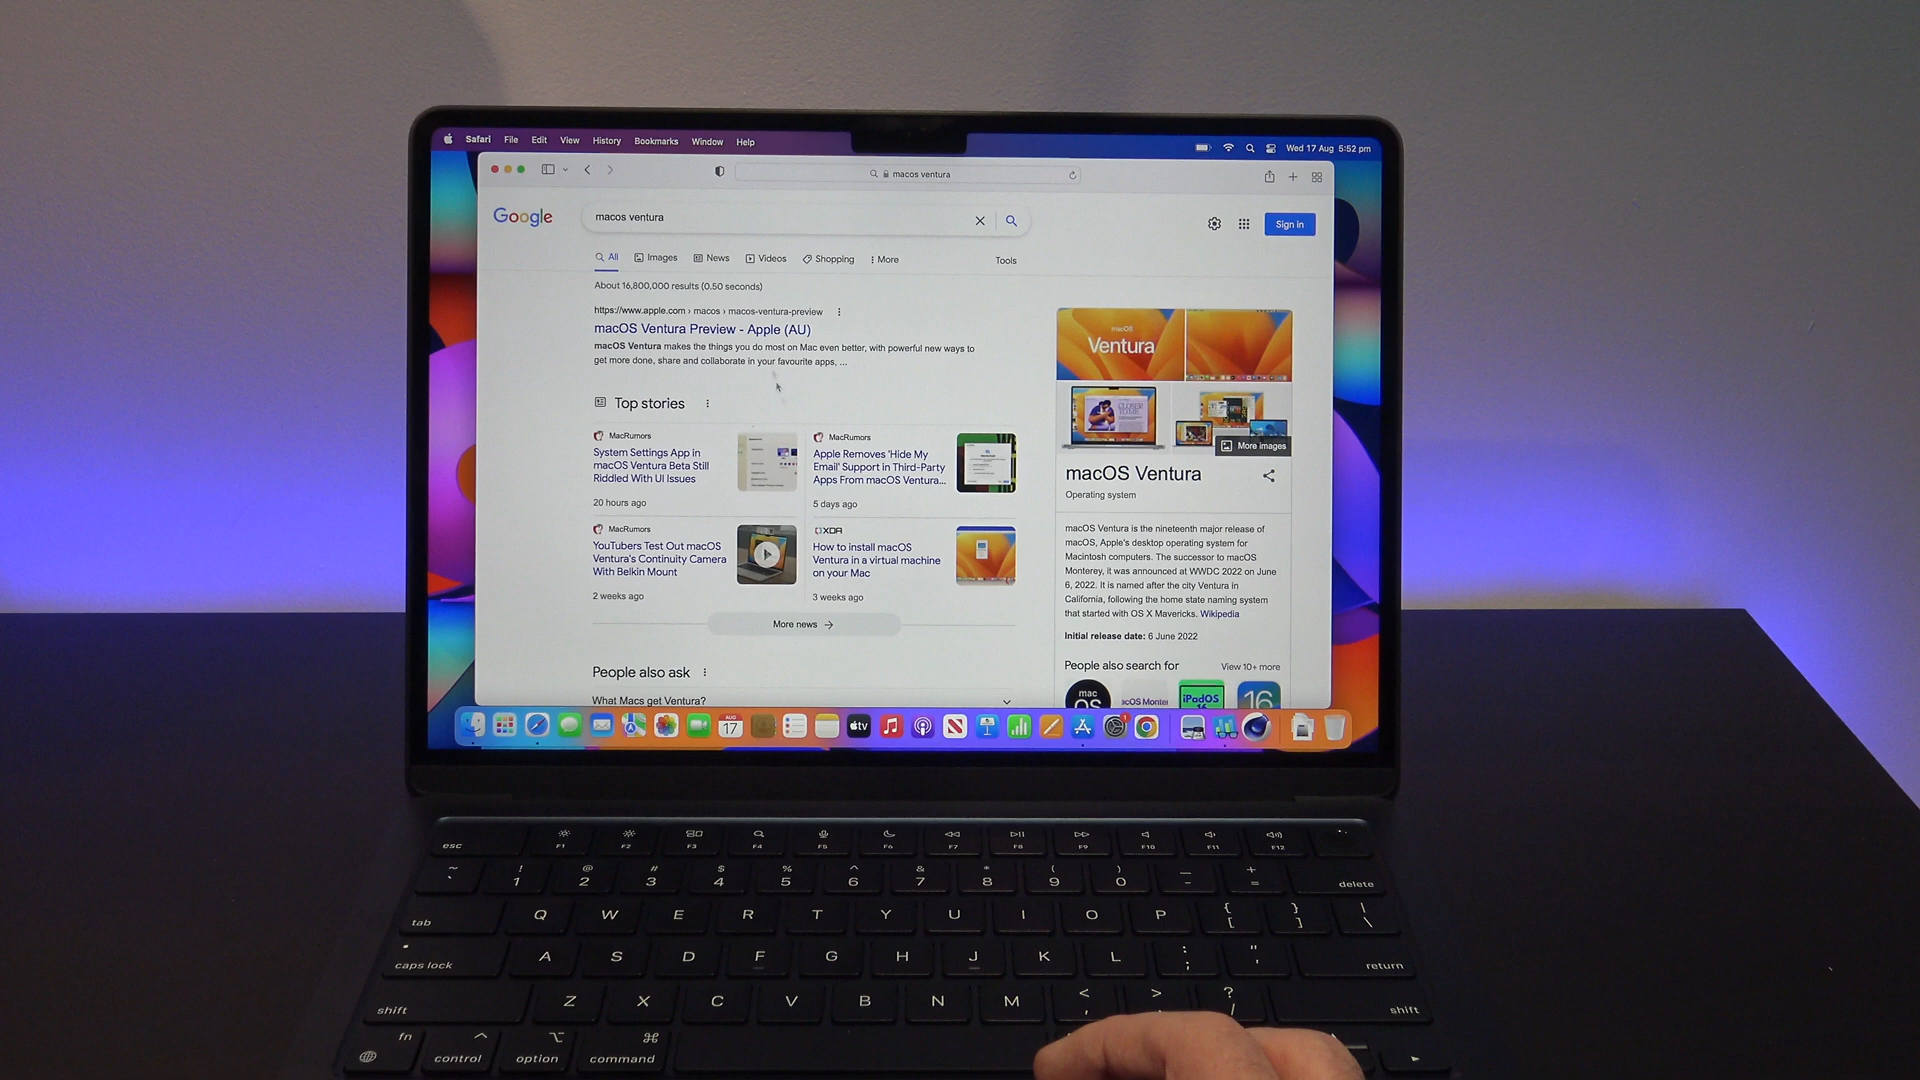 Safari File Edit View History Bookmarks Window Help
Wed 17 Aug 5:52 pm
macos ventura
Google
macos ventura
Sign in
All Images News Videos Shopping More Tools
About 16,800,000 results (0.50 seconds)
https://www.apple.com › macos › macos-ventura-preview
macOS Ventura Preview - Apple (AU)
macOS Ventura makes the things you do most on Mac even better, with powerful new ways to
get more done, share and collaborate in your favourite apps, ...
Top stories
MacRumors
System Settings App in
macOS Ventura Beta Still
Riddled With UI Issues
20 hours ago
MacRumors
Apple Removes 'Hide My
Email' Support in Third-Party
Apps From macOS Ventura...
5 days ago
MacRumors
YouTubers Test Out macOS
Ventura's Continuity Camera
With Belkin Mount
2 weeks ago
XDA
How to install macOS
Ventura in a virtual machine
on your Mac
3 weeks ago
More news
People also ask
What Macs get Ventura?
macOS
Ventura
CLOSER
TO ME
More images
macOS Ventura
Operating system
macOS Ventura is the nineteenth major release of
macOS, Apple's desktop operating system for
Macintosh computers. The successor to macOS
Monterey, it was announced at WWDC 2022 on June
6, 2022. It is named after the city Ventura in
California, following the home state naming system
that started with OS X Mavericks. Wikipedia
Initial release date: 6 June 2022
People also search for
View 10+ more
mac
OS
iPadOS
16
16
AUG
17
tv
1
esc F1 F2 F3 F4 F5 F6 F7 F8 F9 F10 F11 F12
~ ! @ # $ % ^ & * ( ) _ +
` 1 2 3 4 5 6 7 8 9 0 - = delete
tab Q W E R T Y U I O P { [ } ] | \
caps lock A S D F G H J K L : ; " ' return
shift Z X C V B N M < , > ? / shift
fn control option command